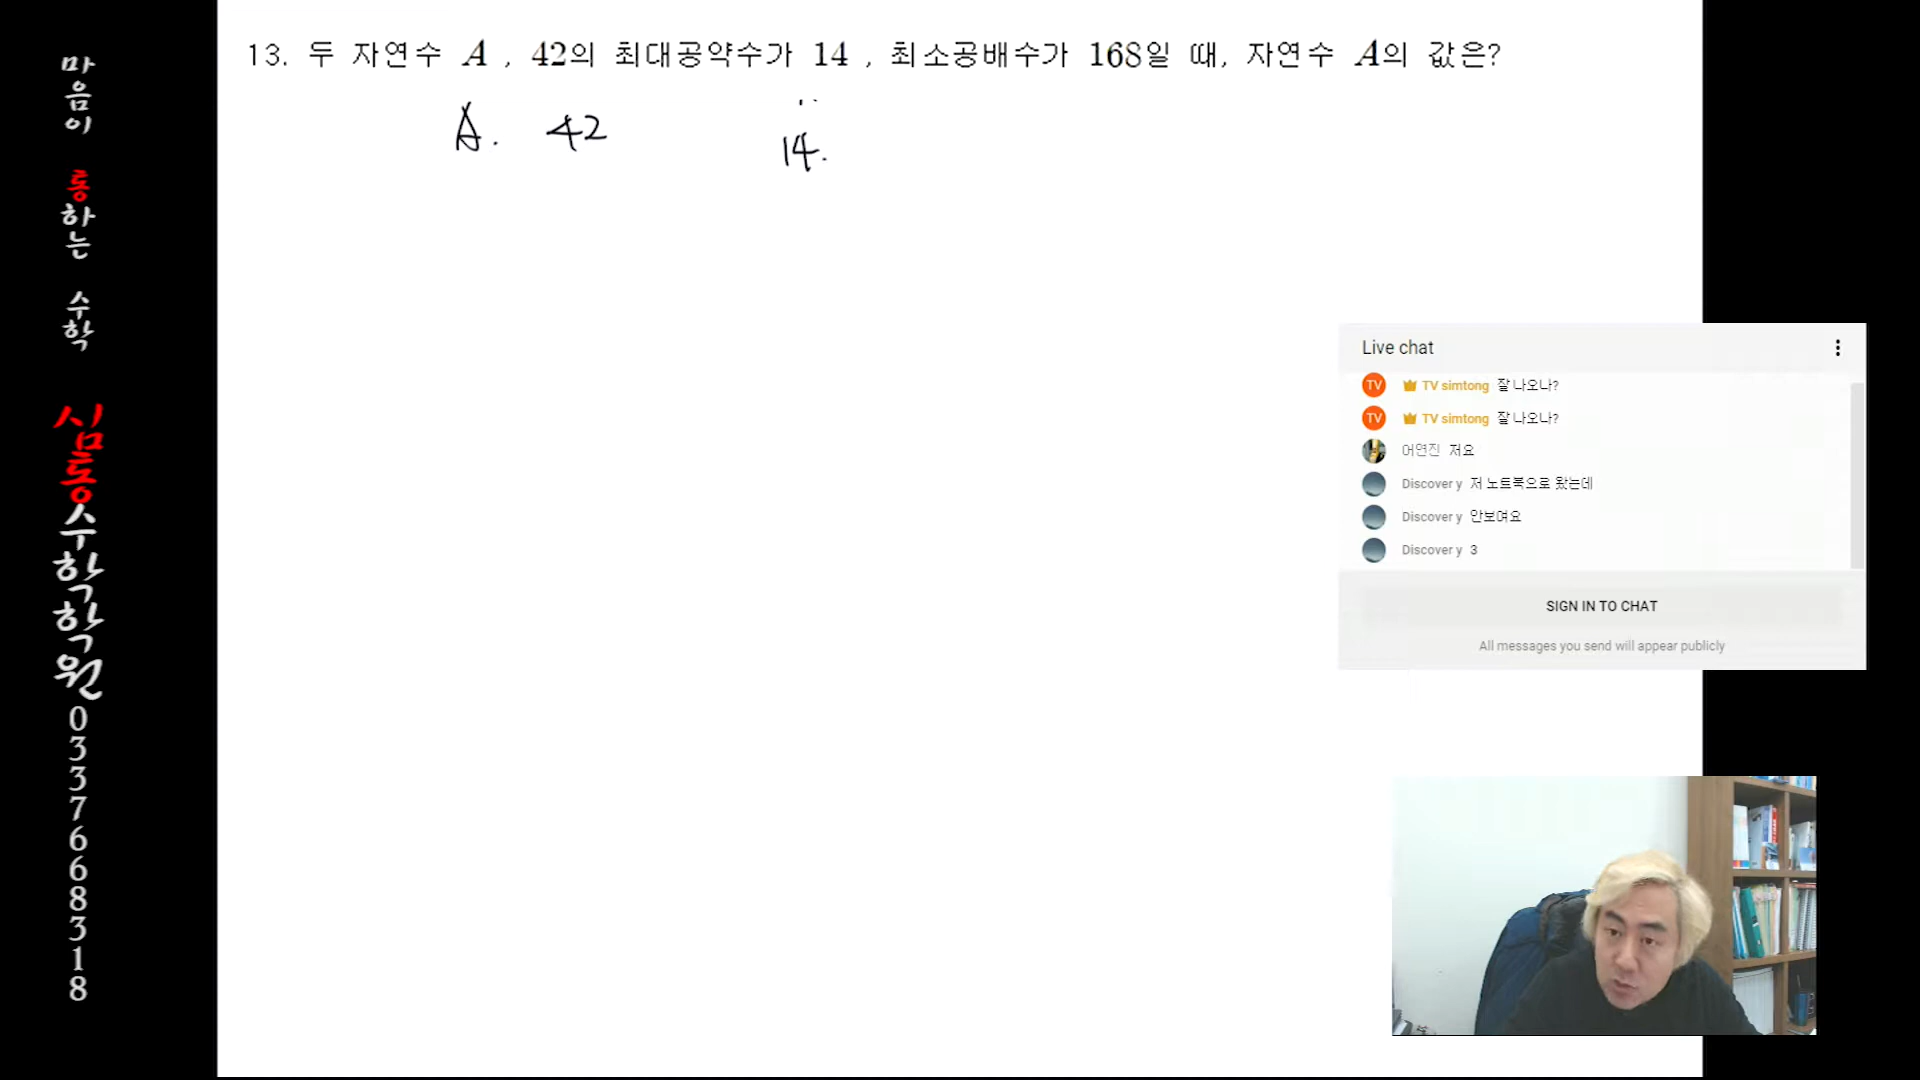 마음이 통하는 수학 심통수학학원 0337668318
13. 두 자연수 A , 42의 최대공약수가 14 , 최소공배수가 168일 때, 자연수 A의 값은?
A. 42 14.
Live chat
TV TV simtong 잘 나오나?
TV TV simtong 잘 나오나?
어연진 저요
Discover y 저 노트북으로 왔는데
Discover y 안보여요
Discover y 3
SIGN IN TO CHAT
All messages you send will appear publicly